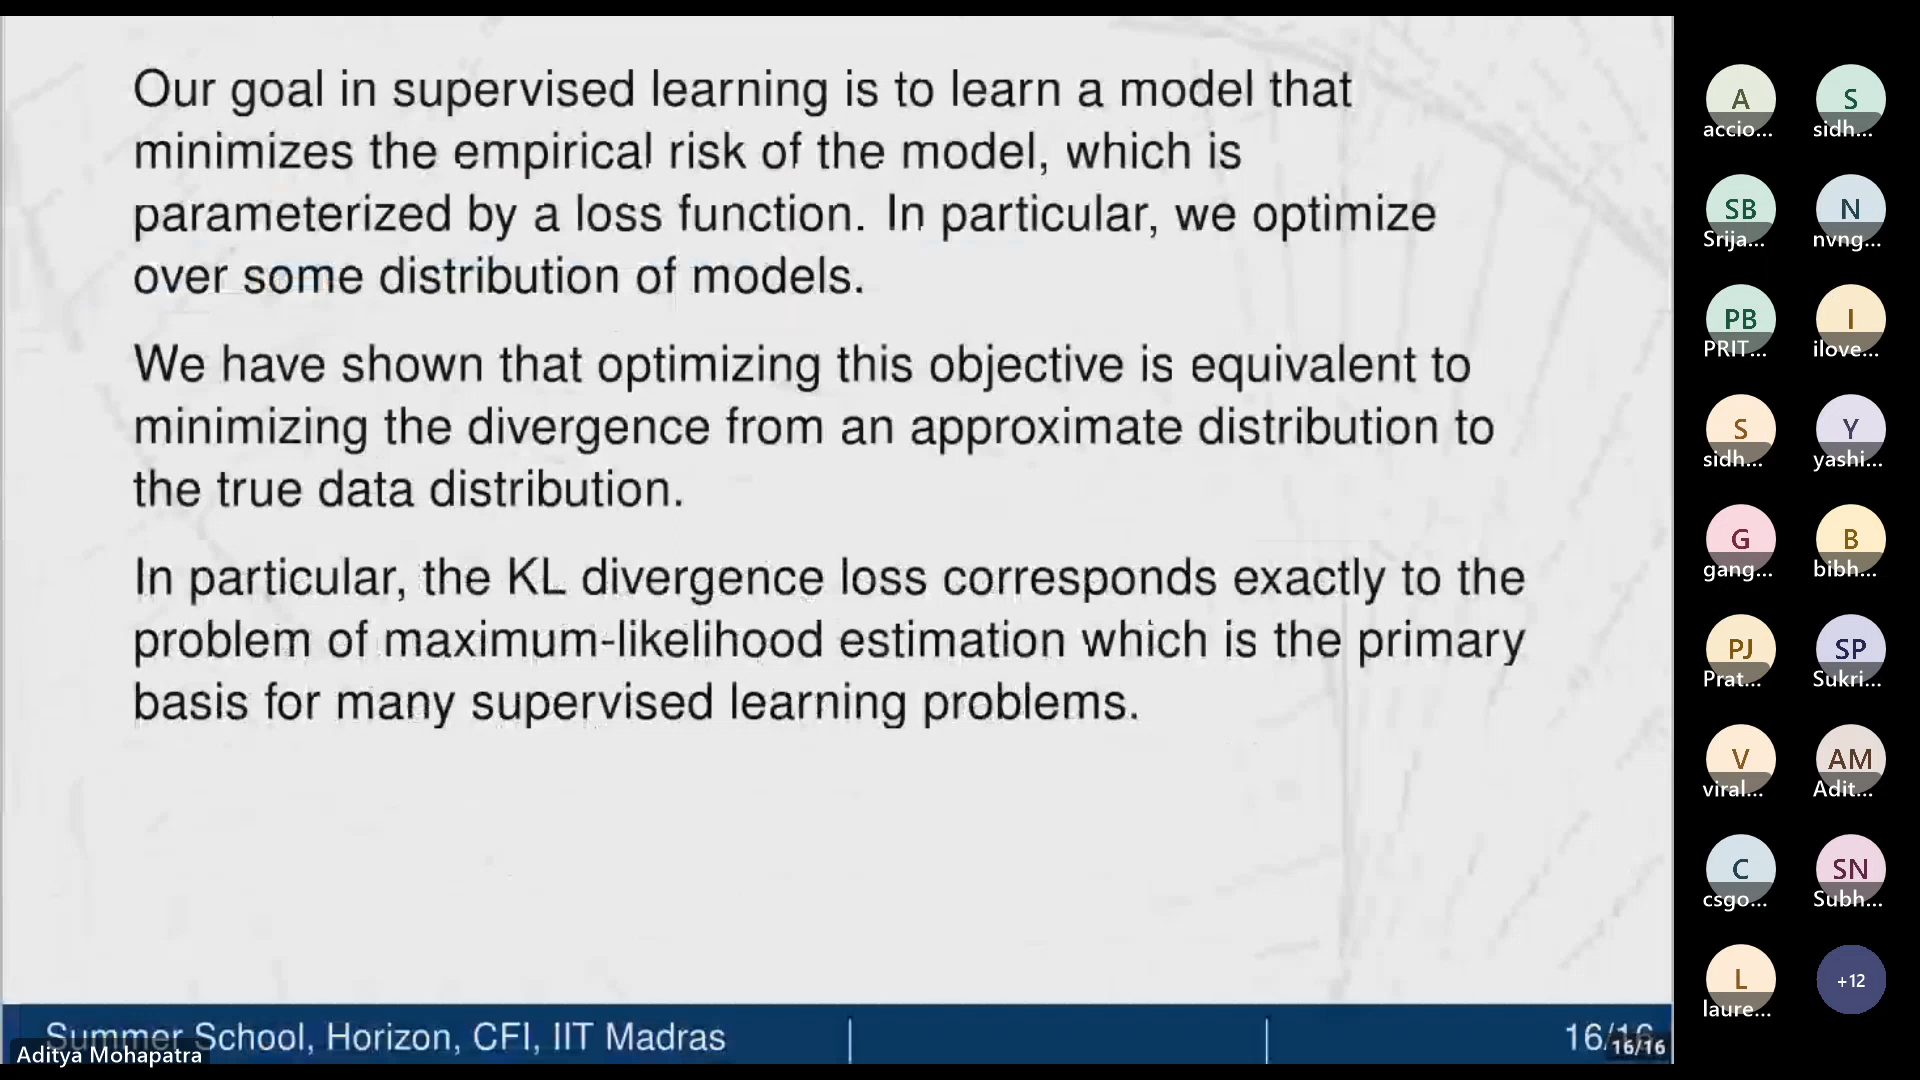 Our goal in supervised learning is to learn a model that
minimizes the empirical risk of the model, which is
parameterized by a loss function. In particular, we optimize
over some distribution of models.
We have shown that optimizing this objective is equivalent to
minimizing the divergence from an approximate distribution to
the true data distribution.
In particular, the KL divergence loss corresponds exactly to the
problem of maximum-likelihood estimation which is the primary
basis for many supervised learning problems.
Summer School, Horizon, CFI, IIT Madras
16/16
16/16
Aditya Mohapatra
A
accio...
S
sidh...
SB
Srija...
N
nvng...
PB
PRIT...
I
ilove...
S
sidh...
Y
yashi...
G
gang...
B
bibh...
PJ
Prat...
SP
Sukri...
V
viral...
AM
Adit...
C
csgo...
SN
Subh...
L
laure...
+12